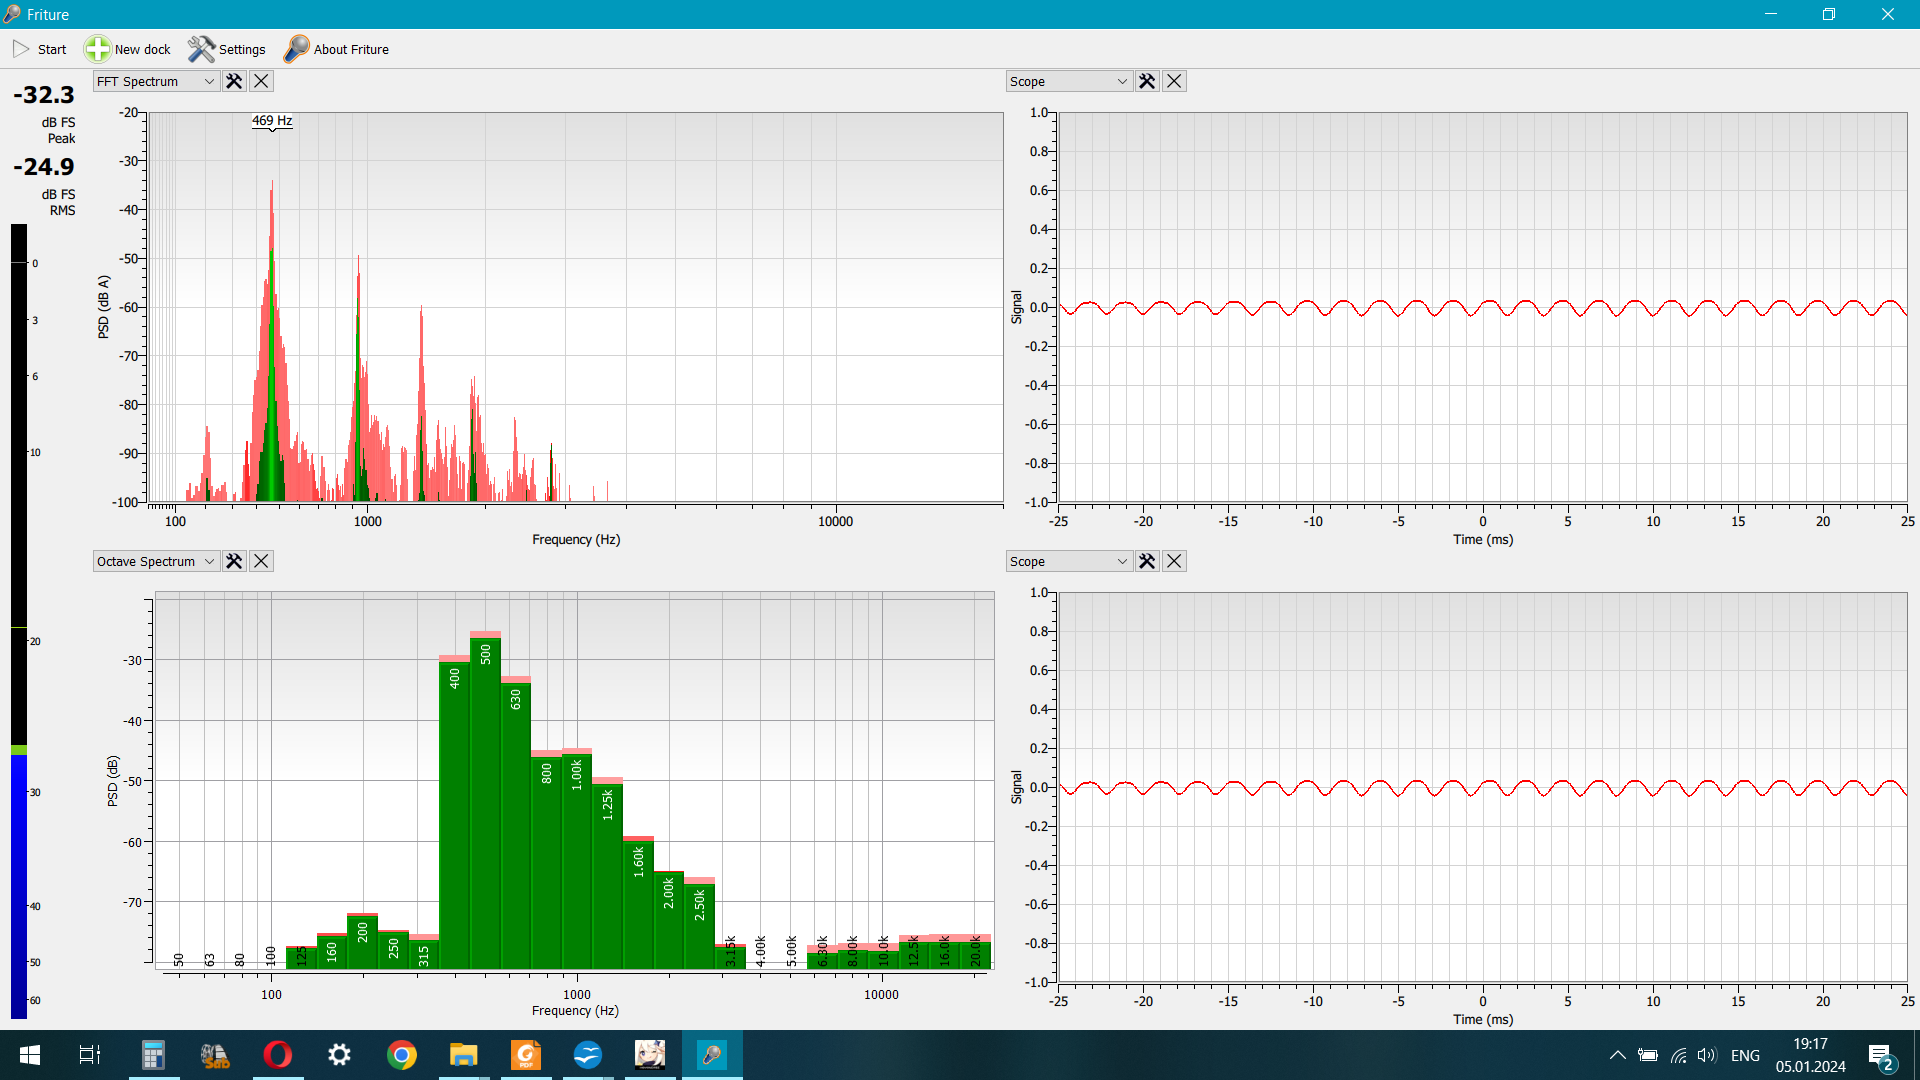 Friture
Start New dock Settings About Friture
-32.3
dB FS
Peak
-24.9
dB FS
RMS
0
3
6
10
20
30
40
50
60
FFT Spectrum
469 Hz
PSD (dB A)
-20
-30
-40
-50
-60
-70
-80
-90
-100
100 1000 10000
Frequency (Hz)
Scope
Signal
1.0
0.8
0.6
0.4
0.2
0.0
-0.2
-0.4
-0.6
-0.8
-1.0
-25 -20 -15 -10 -5 0 5 10 15 20 25
Time (ms)
Octave Spectrum
PSD (dB)
-30
-40
-50
-60
-70
50 63 80 100 125 160 200 250 315 400 500 630 800 1.00k 1.25k 1.60k 2.00k 2.50k 3.15k 4.00k 5.00k 6.30k 8.00k 10.0k 12.5k 16.0k 20.0k
100 1000 10000
Frequency (Hz)
Scope
Signal
1.0
0.8
0.6
0.4
0.2
0.0
-0.2
-0.4
-0.6
-0.8
-1.0
-25 -20 -15 -10 -5 0 5 10 15 20 25
Time (ms)
Sab
PDF
ENG
19:17
05.01.2024
2